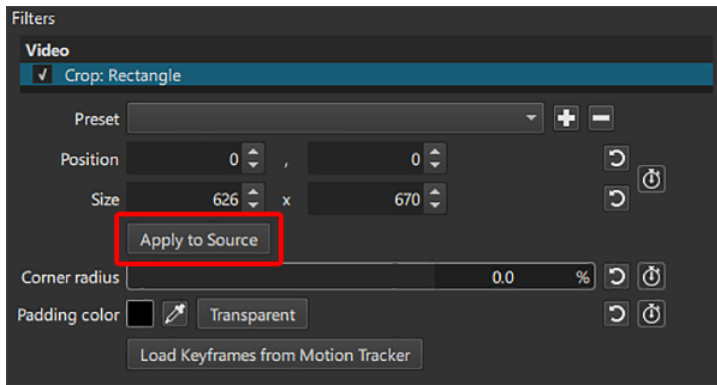 Filters
Video
Crop: Rectangle
Preset
Position 0 , 0
Size 626 x 670
Apply to Source
Corner radius 0.0 %
Padding color Transparent
Load Keyframes from Motion Tracker